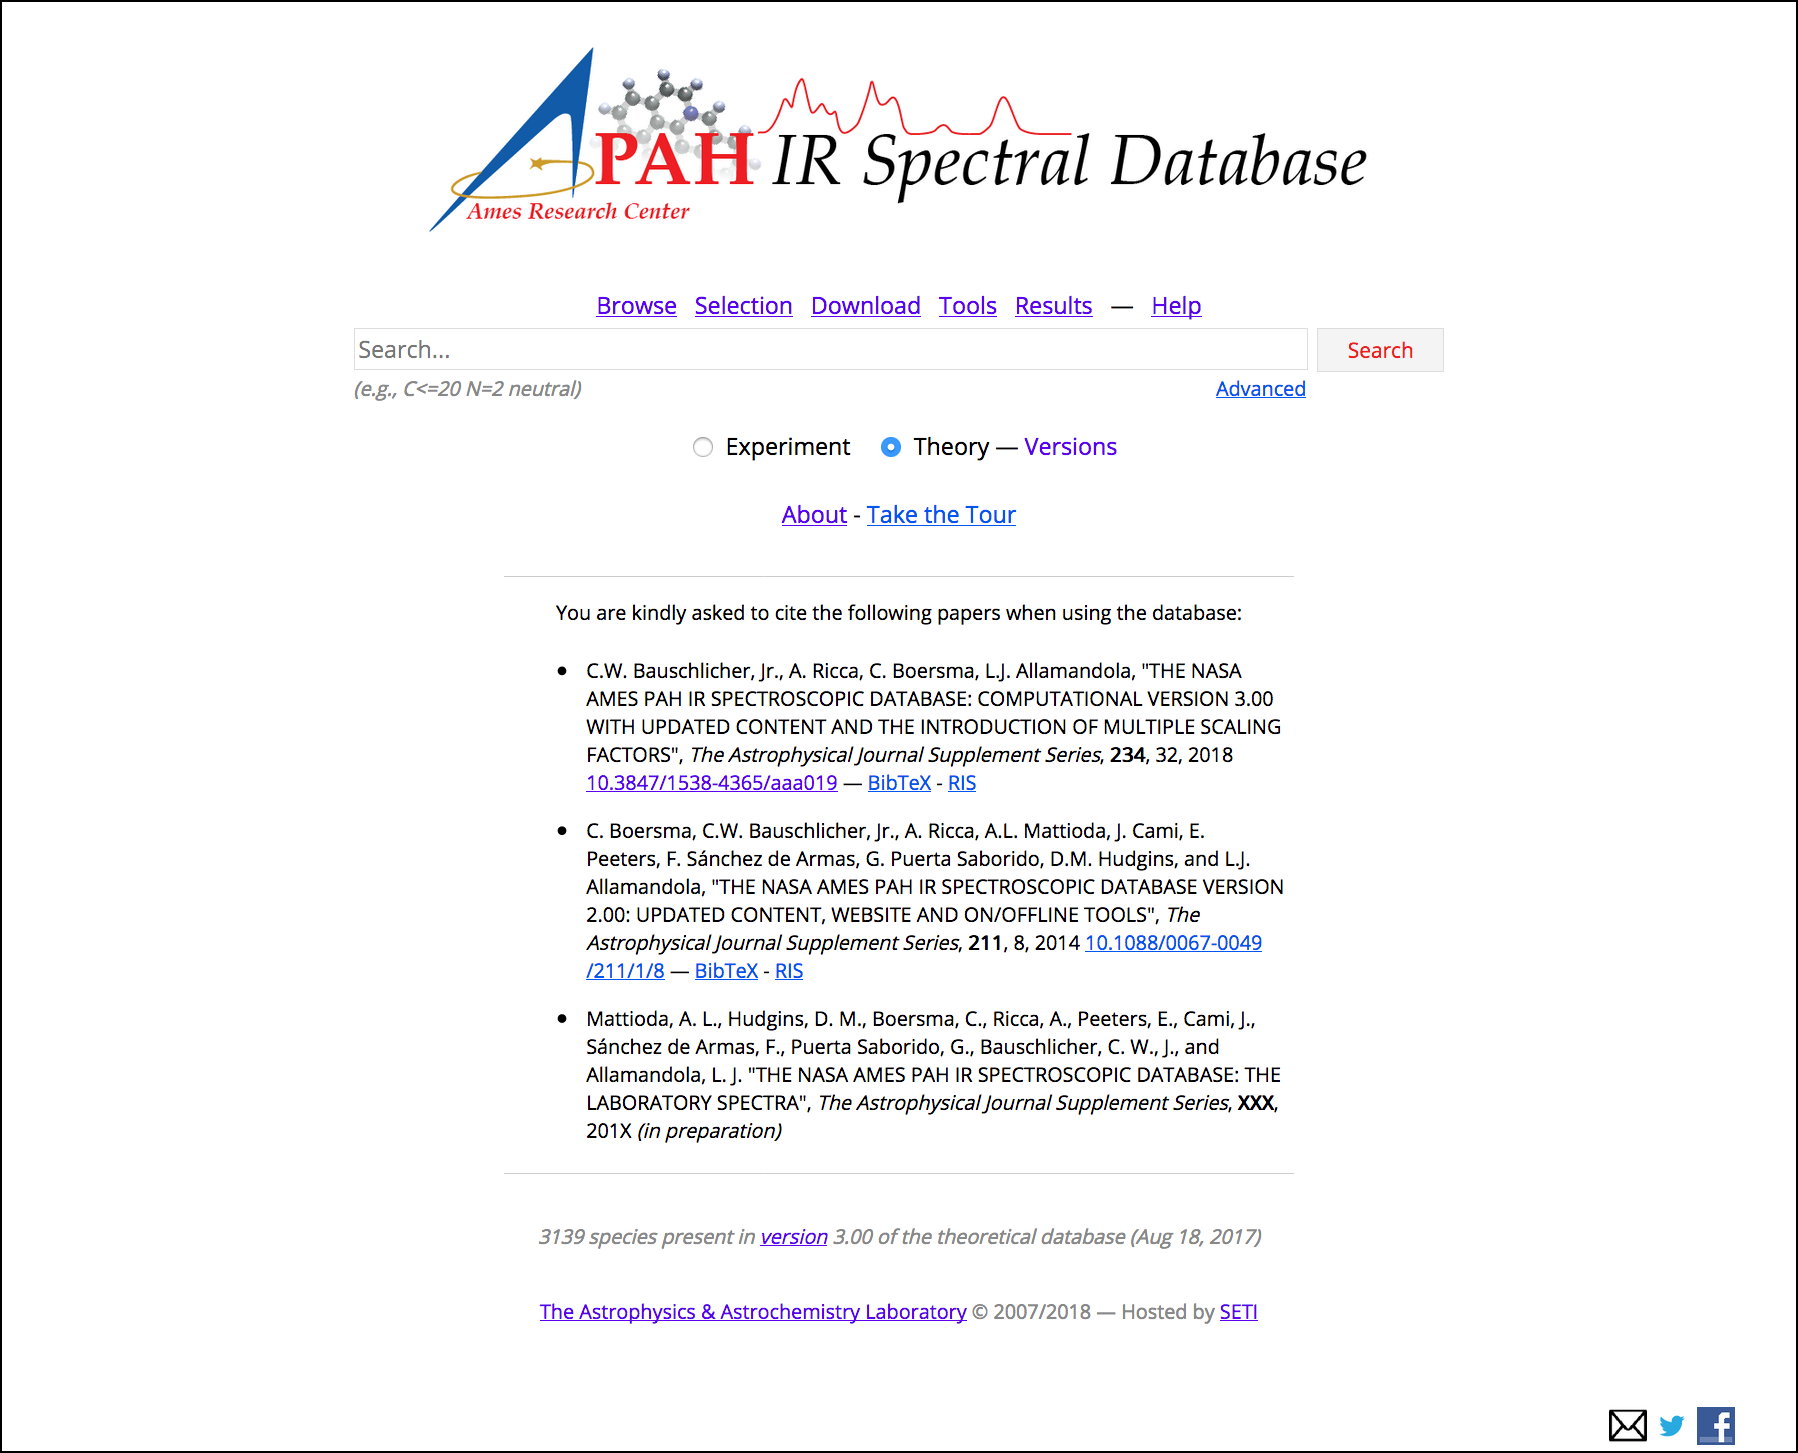 PAH IR Spectral Database
Ames Research Center
Browse Selection Download Tools Results — Help
Search... Search
(e.g., C<=20 N=2 neutral) Advanced
Experiment Theory — Versions
About - Take the Tour
You are kindly asked to cite the following papers when using the database:
• C.W. Bauschlicher, Jr., A. Ricca, C. Boersma, L.J. Allamandola, "THE NASA
AMES PAH IR SPECTROSCOPIC DATABASE: COMPUTATIONAL VERSION 3.00
WITH UPDATED CONTENT AND THE INTRODUCTION OF MULTIPLE SCALING
FACTORS", The Astrophysical Journal Supplement Series, 234, 32, 2018
10.3847/1538-4365/aaa019 — BibTeX - RIS
• C. Boersma, C.W. Bauschlicher, Jr., A. Ricca, A.L. Mattioda, J. Cami, E.
Peeters, F. Sánchez de Armas, G. Puerta Saborido, D.M. Hudgins, and L.J.
Allamandola, "THE NASA AMES PAH IR SPECTROSCOPIC DATABASE VERSION
2.00: UPDATED CONTENT, WEBSITE AND ON/OFFLINE TOOLS", The
Astrophysical Journal Supplement Series, 211, 8, 2014 10.1088/0067-0049
/211/1/8 — BibTeX - RIS
• Mattioda, A. L., Hudgins, D. M., Boersma, C., Ricca, A., Peeters, E., Cami, J.,
Sánchez de Armas, F., Puerta Saborido, G., Bauschlicher, C. W., J., and
Allamandola, L. J. "THE NASA AMES PAH IR SPECTROSCOPIC DATABASE: THE
LABORATORY SPECTRA", The Astrophysical Journal Supplement Series, XXX,
201X (in preparation)
3139 species present in version 3.00 of the theoretical database (Aug 18, 2017)
The Astrophysics & Astrochemistry Laboratory © 2007/2018 — Hosted by SETI